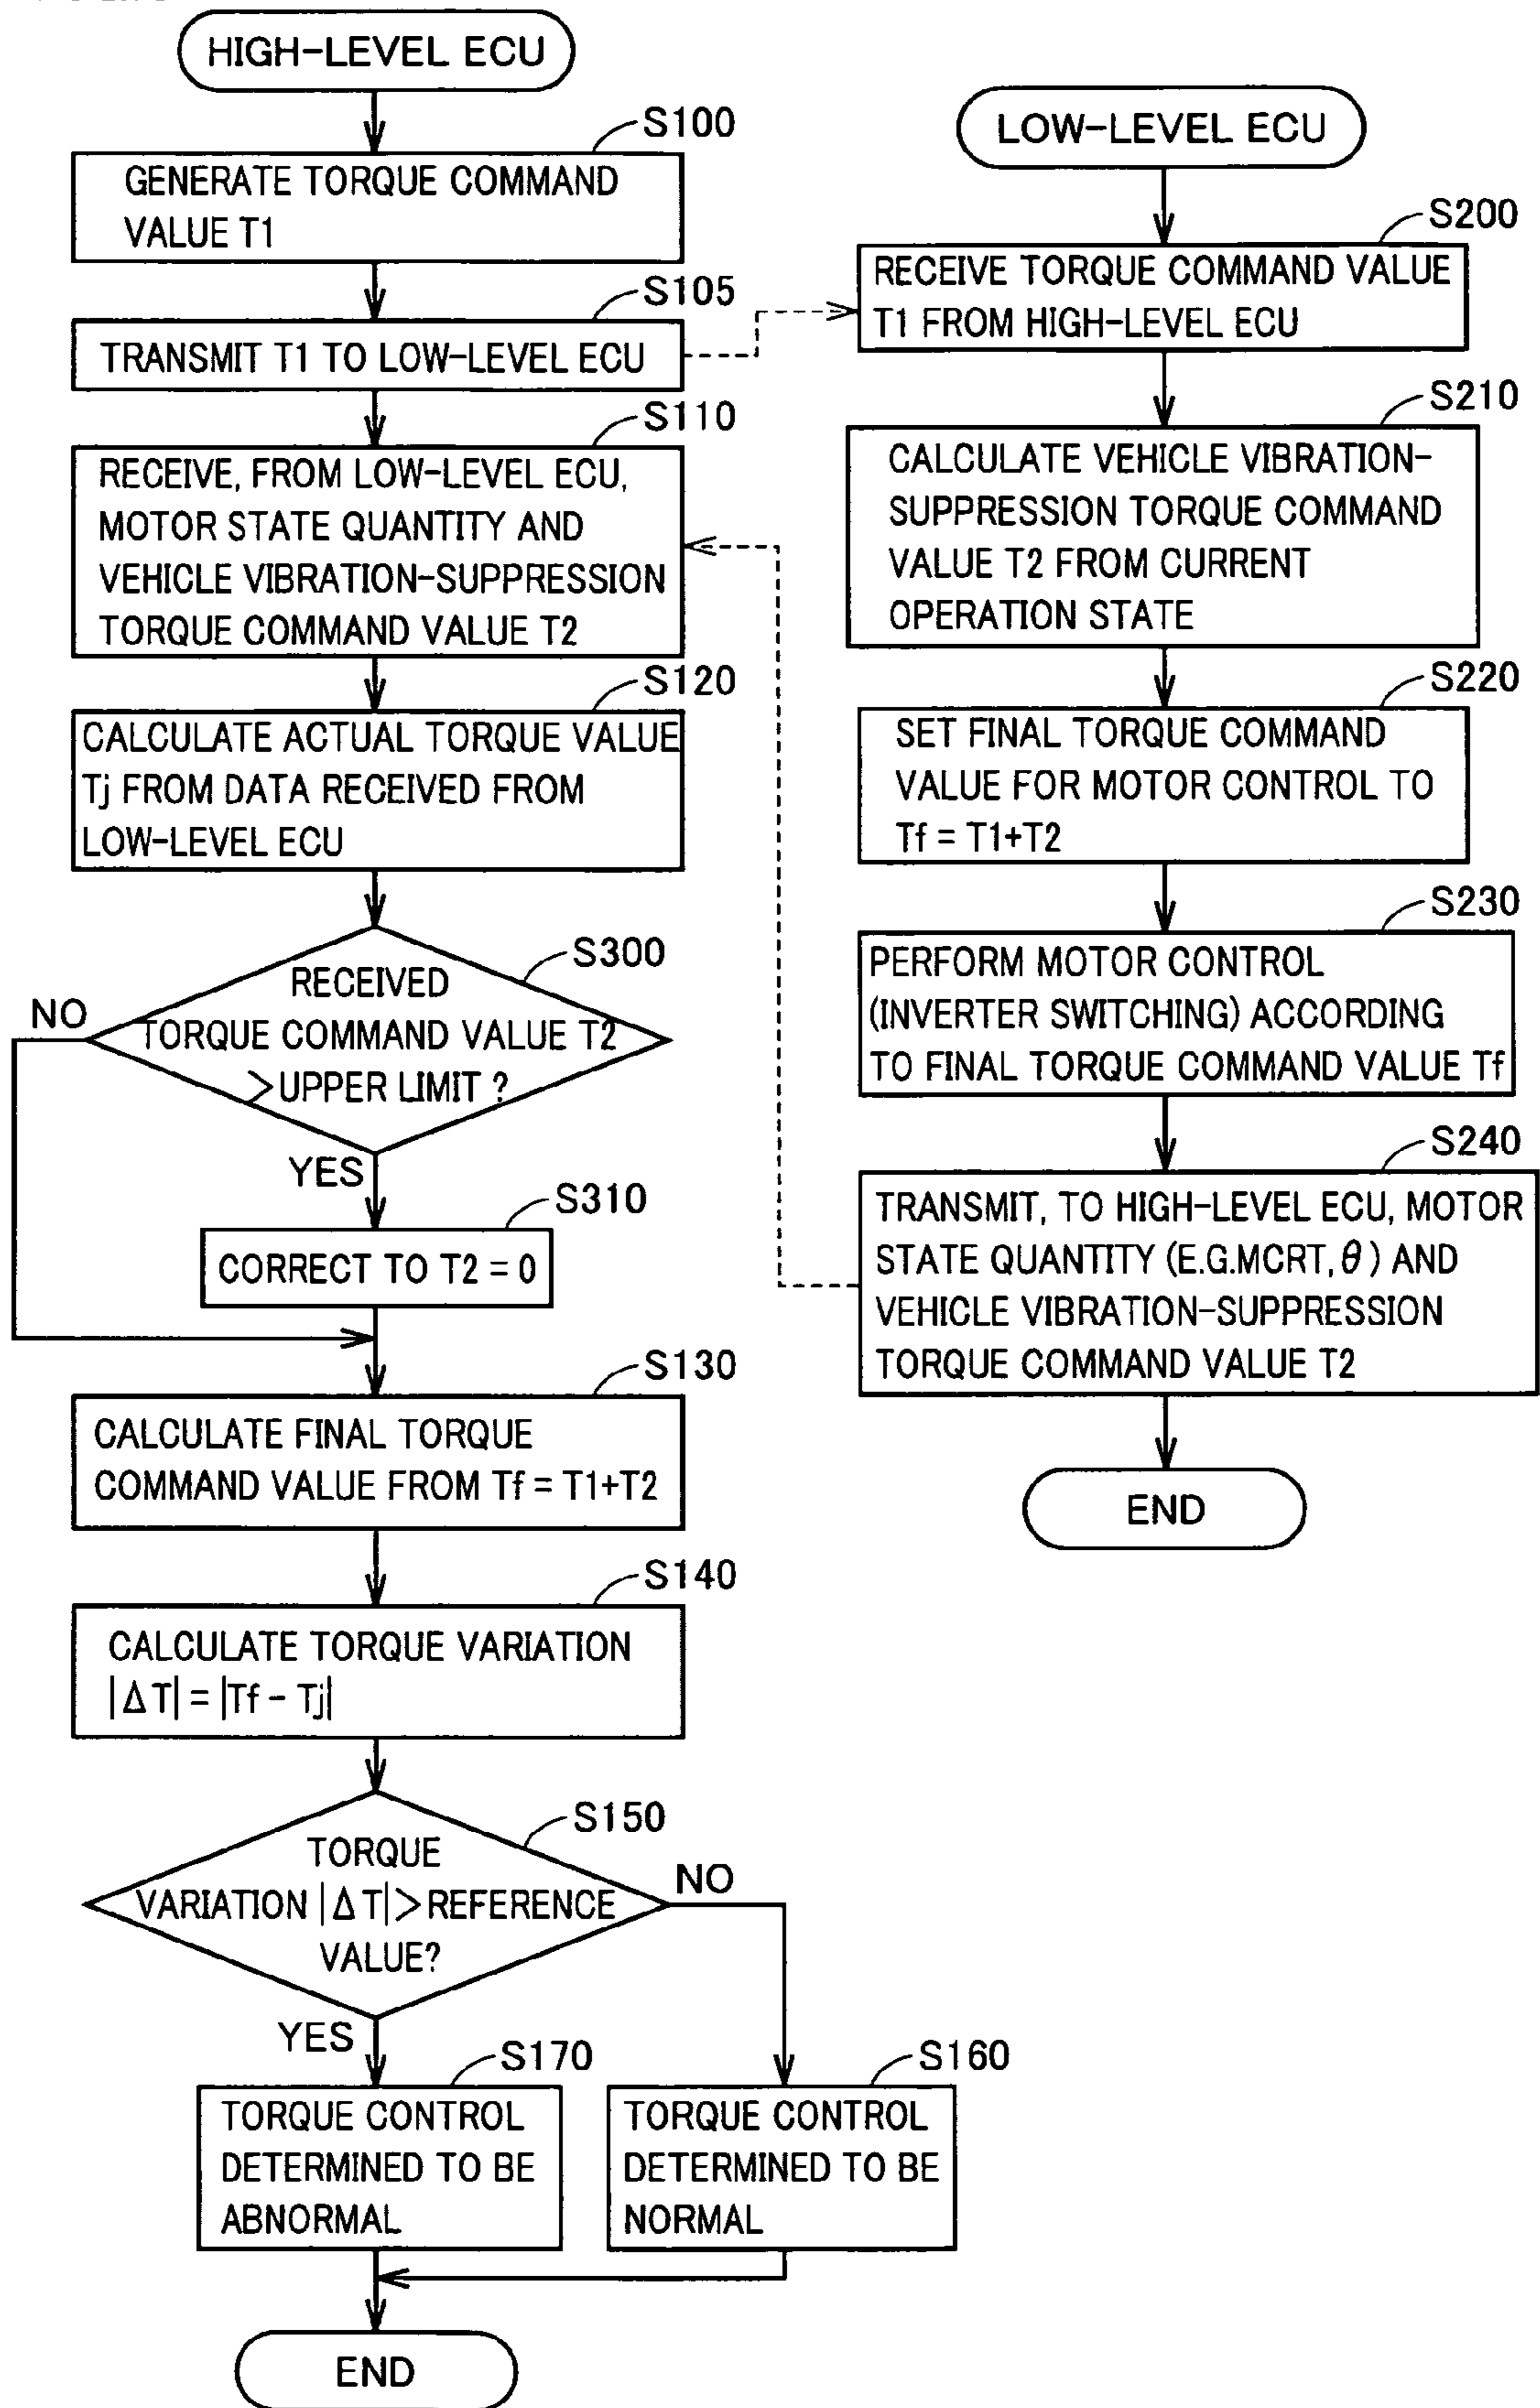 HIGH-LEVEL ECU
S100
GENERATE TORQUE COMMAND
VALUE T1
S105
TRANSMIT T1 TO LOW-LEVEL ECU
S110
RECEIVE, FROM LOW-LEVEL ECU,
MOTOR STATE QUANTITY AND
VEHICLE VIBRATION-SUPPRESSION
TORQUE COMMAND VALUE T2
S120
CALCULATE ACTUAL TORQUE VALUE
Tj FROM DATA RECEIVED FROM
LOW-LEVEL ECU
S300
RECEIVED
TORQUE COMMAND VALUE T2
>UPPER LIMIT ?
NO
YES
S310
CORRECT TO T2 = 0
S130
CALCULATE FINAL TORQUE
COMMAND VALUE FROM Tf = T1+T2
S140
CALCULATE TORQUE VARIATION
|ΔT| = |Tf - Tj|
S150
TORQUE
VARIATION |ΔT|>REFERENCE
VALUE?
NO
YES
S170
TORQUE CONTROL
DETERMINED TO BE
ABNORMAL
S160
TORQUE CONTROL
DETERMINED TO BE
NORMAL
END
LOW-LEVEL ECU
S200
RECEIVE TORQUE COMMAND VALUE
T1 FROM HIGH-LEVEL ECU
S210
CALCULATE VEHICLE VIBRATION-
SUPPRESSION TORQUE COMMAND
VALUE T2 FROM CURRENT
OPERATION STATE
S220
SET FINAL TORQUE COMMAND
VALUE FOR MOTOR CONTROL TO
Tf = T1+T2
S230
PERFORM MOTOR CONTROL
(INVERTER SWITCHING) ACCORDING
TO FINAL TORQUE COMMAND VALUE Tf
S240
TRANSMIT, TO HIGH-LEVEL ECU, MOTOR
STATE QUANTITY (E.G.MCRT, θ) AND
VEHICLE VIBRATION-SUPPRESSION
TORQUE COMMAND VALUE T2
END